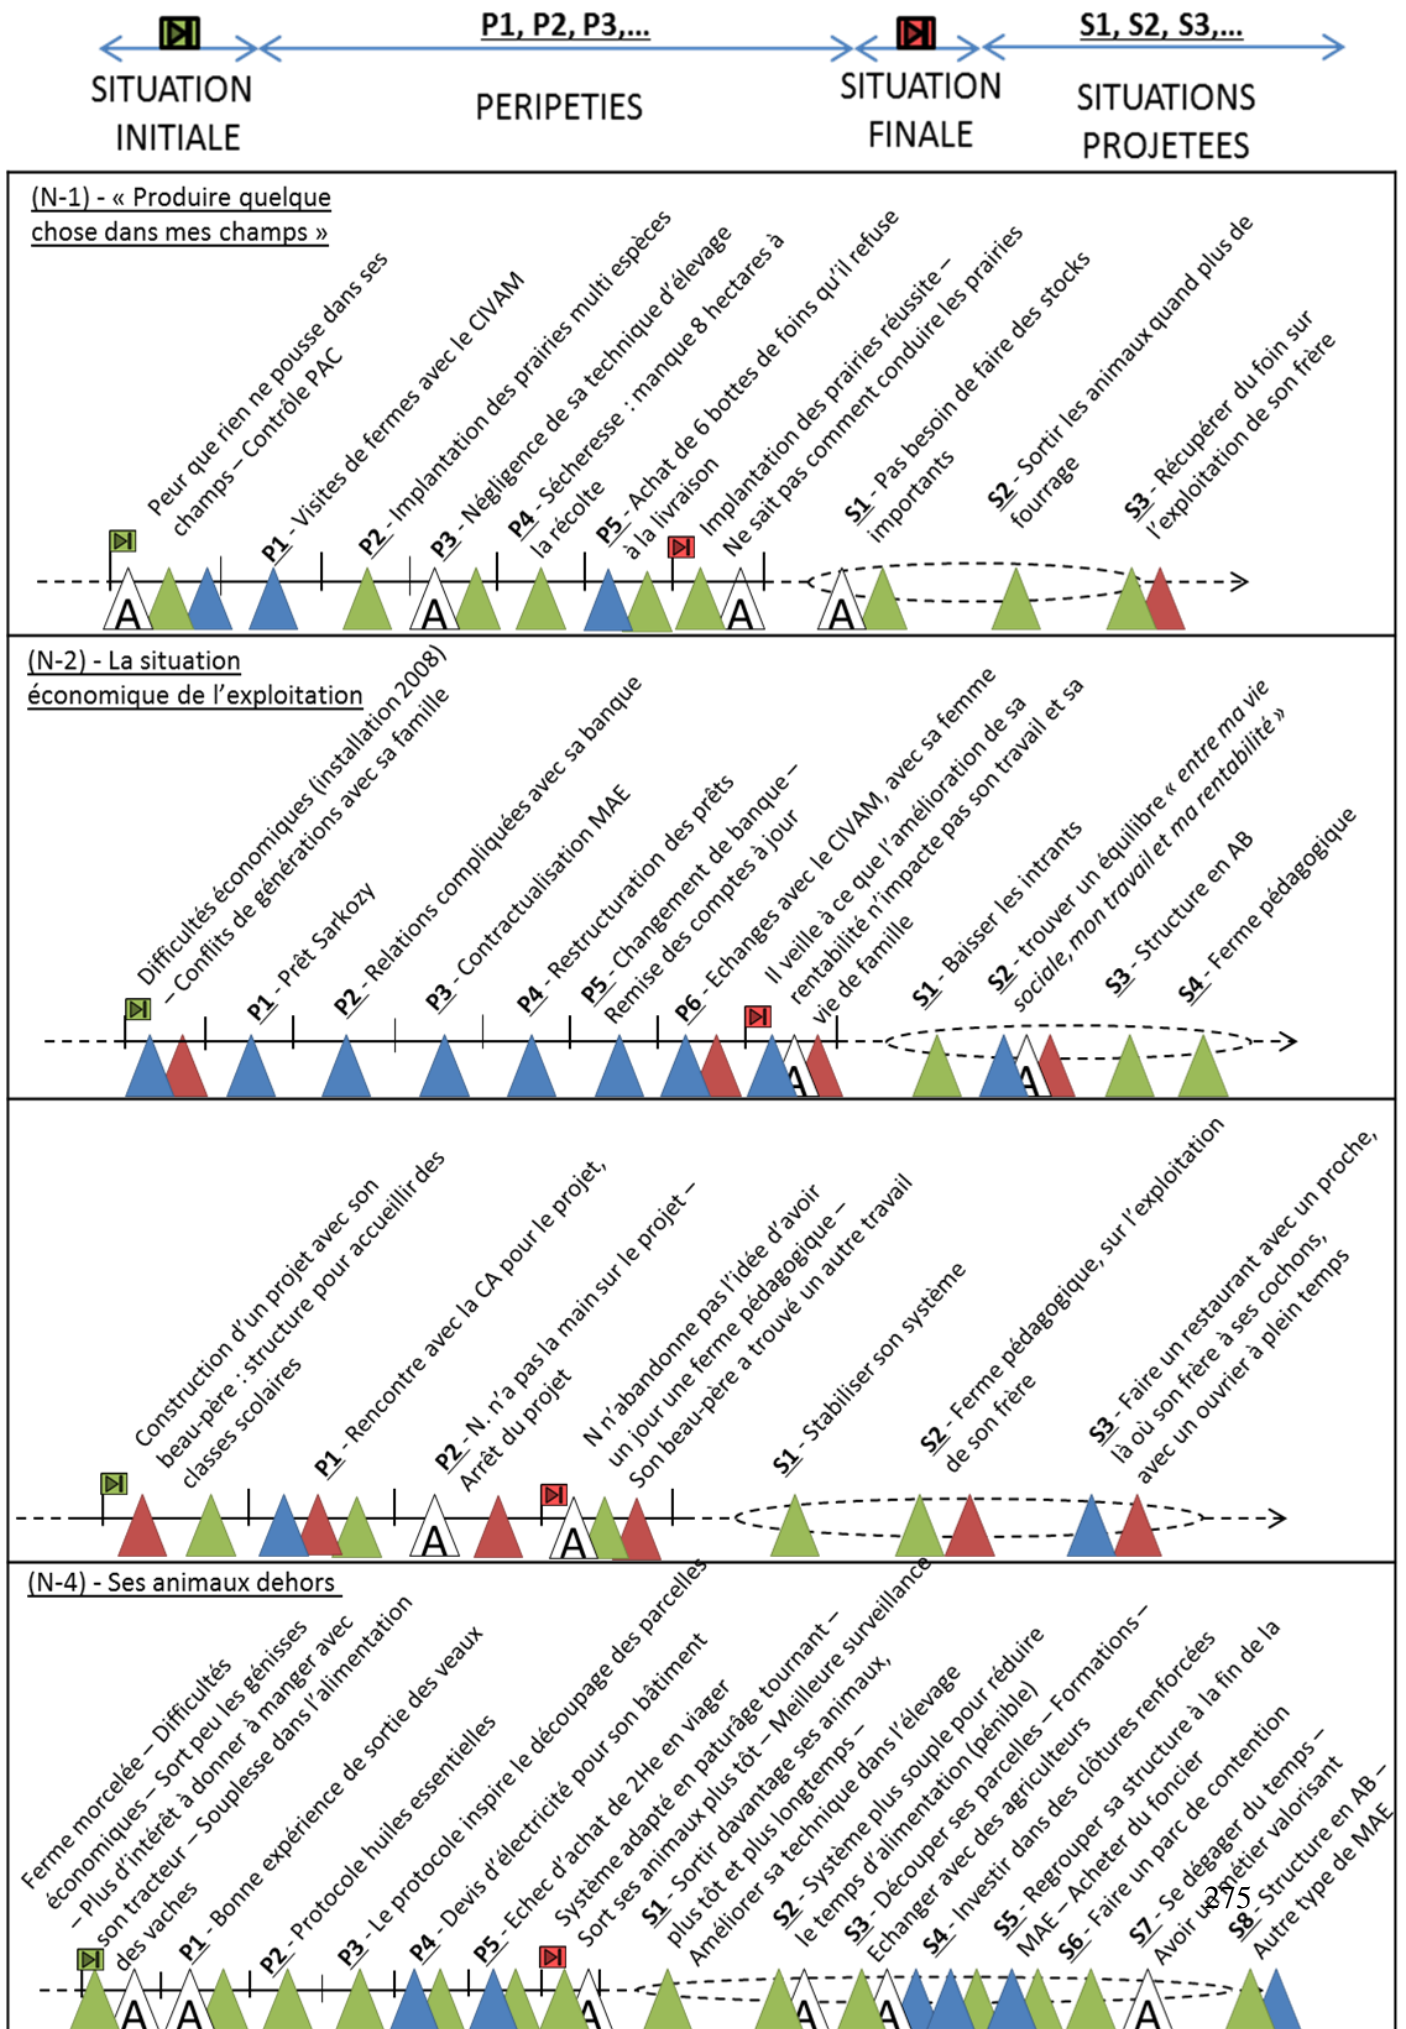 P1, P2, P3,...
S1, S2, S3,...
SITUATION
INITIALE
PERIPETIES
SITUATION
FINALE
SITUATIONS
PROJETEES
(N-1) - « Produire quelque
chose dans mes champs »
Peur que rien ne pousse dans ses
champs – Contrôle PAC
P1 - Visites de fermes avec le CIVAM
P2 - Implantation des prairies multi espèces
P3 - Négligence de sa technique d'élevage
P4 - Sécheresse : manque 8 hectares à
la récolte
P5 - Achat de 6 bottes de foins qu'il refuse
à la livraison
Implantation des prairies réussite –
Ne sait pas comment conduire les prairies
S1 - Pas besoin de faire des stocks
importants
S2 - Sortir les animaux quand plus de
fourrage
S3 - Récupérer du foin sur
l'exploitation de son frère
A
A
A
A
(N-2) - La situation
économique de l'exploitation
Difficultés économiques (installation 2008)
– Conflits de générations avec sa famille
P1 - Prêt Sarkozy
P2 - Relations compliquées avec sa banque
P3 - Contractualisation MAE
P4 - Restructuration des prêts
P5 - Changement de banque –
Remise des comptes à jour
P6 - Echanges avec le CIVAM, avec sa femme
Il veille à ce que l'amélioration de sa
rentabilité n'impacte pas son travail et sa
vie de famille
S1 - Baisser les intrants
S2 - trouver un équilibre « entre ma vie
sociale, mon travail et ma rentabilité »
S3 - Structure en AB
S4 - Ferme pédagogique
A
A
Construction d'un projet avec son
beau-père : structure pour accueillir des
classes scolaires
P1 - Rencontre avec la CA pour le projet,
P2 - N. n'a pas la main sur le projet –
Arrêt du projet
N n'abandonne pas l'idée d'avoir
un jour une ferme pédagogique –
Son beau-père a trouvé un autre travail
S1 - Stabiliser son système
S2 - Ferme pédagogique, sur l'exploitation
de son frère
S3 - Faire un restaurant avec un proche,
là où son frère à ses cochons,
avec un ouvrier à plein temps
A
A
(N-4) - Ses animaux dehors
Ferme morcelée – Difficultés
économiques – Sort peu les génisses
– Plus d'intérêt à donner à manger avec
son tracteur – Souplesse dans l'alimentation
des vaches
P1 - Bonne expérience de sortie des veaux
P2 - Protocole huiles essentielles
P3 - Le protocole inspire le découpage des parcelles
P4 - Devis d'électricité pour son bâtiment
P5 - Echec d'achat de 2He en viager
Système adapté en paturâge tournant –
Sort ses animaux plus tôt – Meilleure surveillance
S1 - Sortir davantage ses animaux,
plus tôt et plus longtemps –
Améliorer sa technique dans l'élevage
S2 - Système plus souple pour réduire
le temps d'alimentation (pénible)
S3 - Découper ses parcelles – Formations –
Echanger avec des agriculteurs
S4 - Investir dans des clôtures renforcées
S5 - Regrouper sa structure à la fin de la
MAE – Acheter du foncier
S6 - Faire un parc de contention
S7 - Se dégager du temps –
Avoir un métier valorisant
S8 - Structure en AB –
Autre type de MAE
275
A
A
A
A
A
A